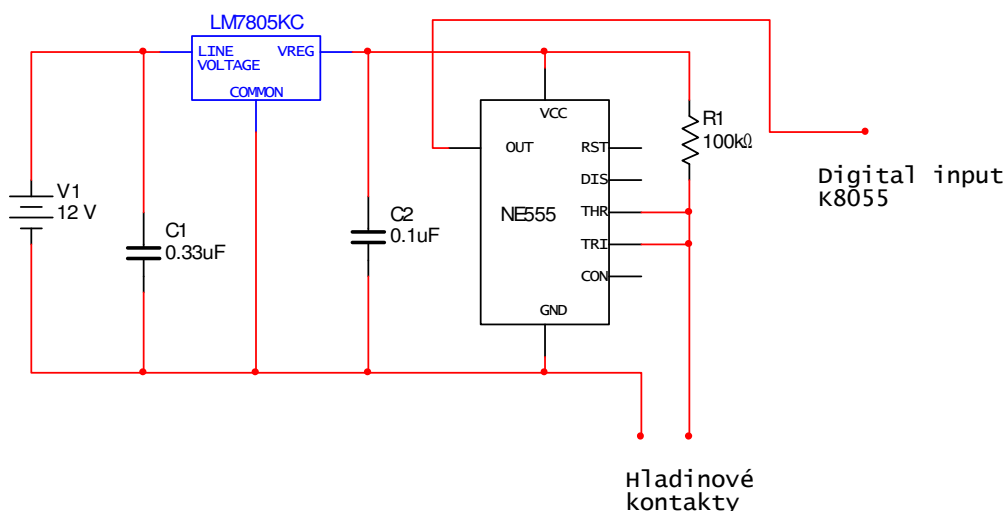 LM7805KC
LINE
VOLTAGE
VREG
COMMON
V1
12 V
C1
0.33uF
C2
0.1uF
VCC
OUT
RST
DIS
NE555
THR
TRI
CON
GND
R1
100kΩ
Digital input
K8055
Hladinové
kontakty